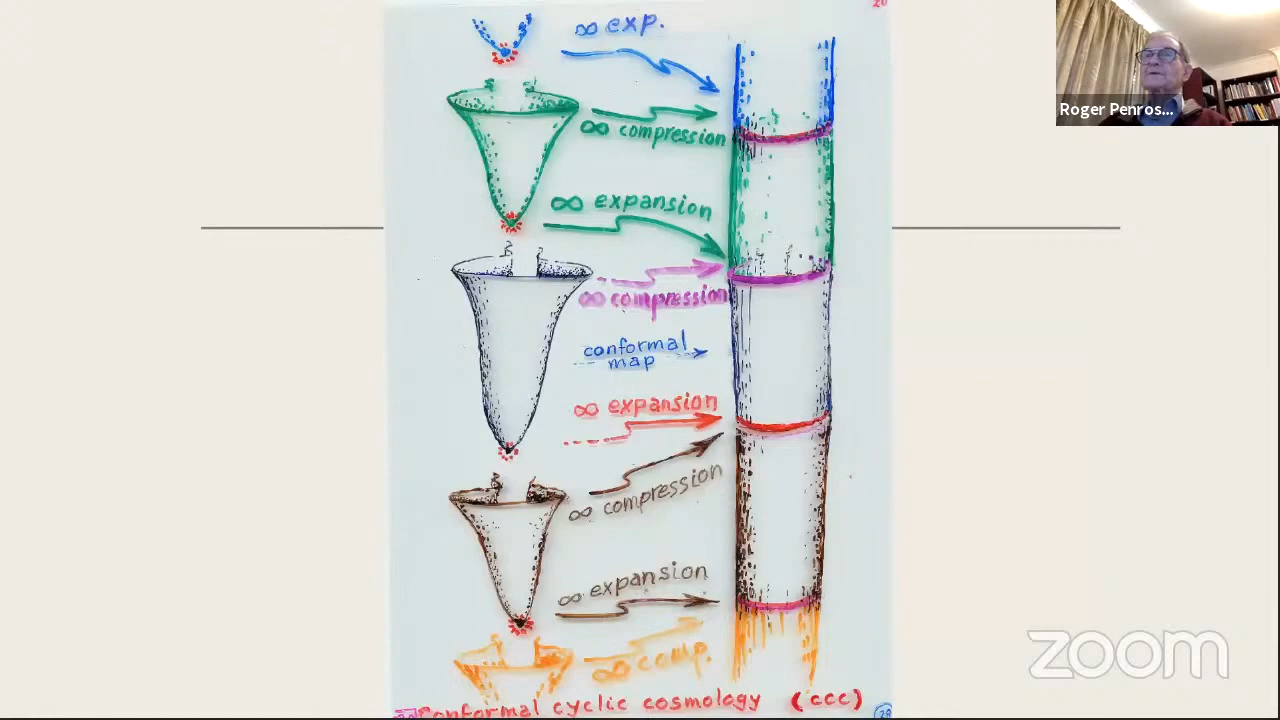 ∞ exp.
∞ compression
∞ expansion
∞ compression
conformal
map
∞ expansion
∞ compression
∞ expansion
∞ comp.
Conformal cyclic cosmology (CCC)
Roger Penros...
zoom